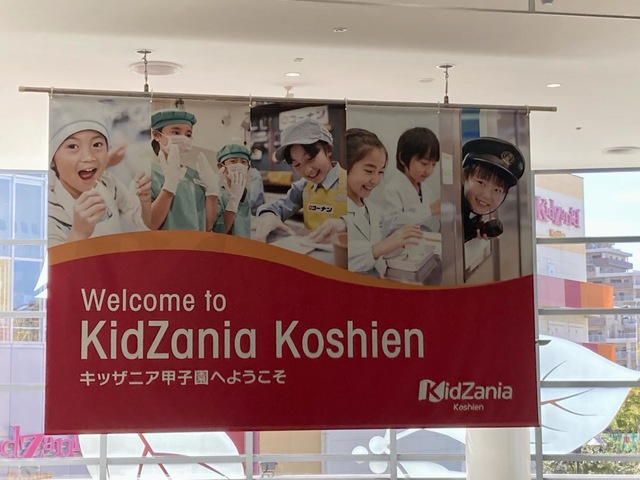 コーナン
KidZania
Welcome to
KidZania Koshien
キッザニア甲子園へようこそ
KidZania
Koshien